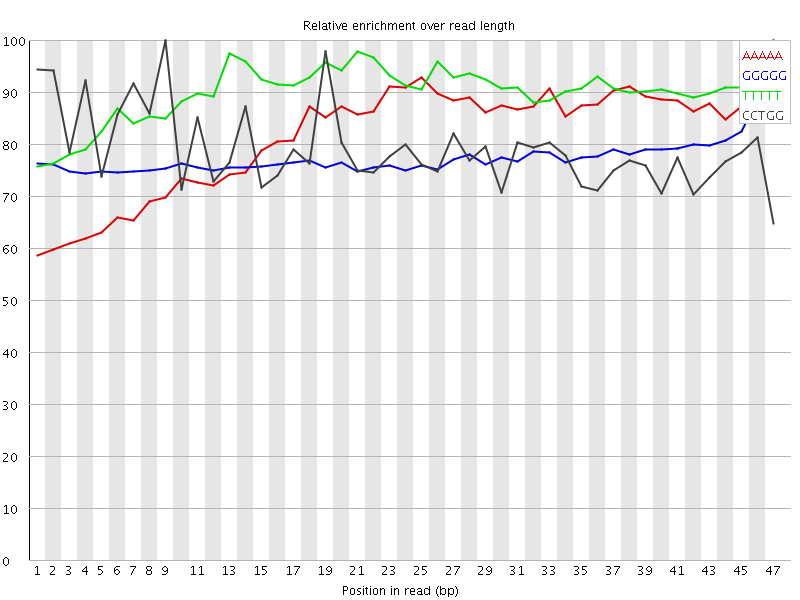 Relative enrichment over read length
100
90
80
70
60
50
40
30
20
10
0
AAAAA
GGGGG
TTTTT
CCTGG
1 2 3 4 5 6 7 8 9 11 13 15 17 19 21 23 25 27 29 31 33 35 37 39 41 43 45 47
Position in read (bp)